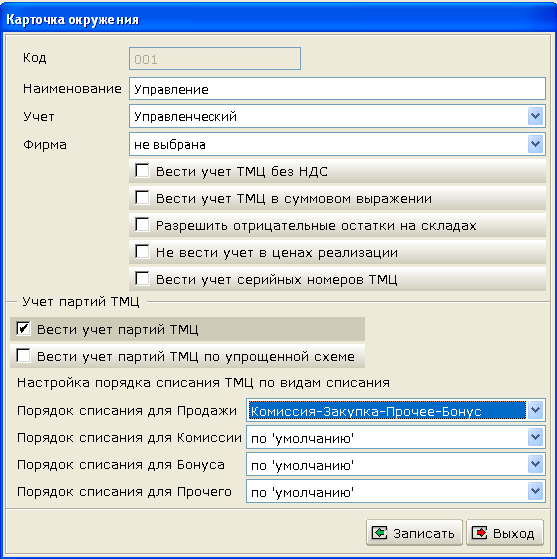 Карточка окружения
Код 001
Наименование Управление
Учет Управленческий
Фирма не выбрана
Вести учет ТМЦ без НДС
Вести учет ТМЦ в суммовом выражении
Разрешить отрицательные остатки на складах
Не вести учет в ценах реализации
Вести учет серийных номеров ТМЦ
Учет партий ТМЦ
Вести учет партий ТМЦ
Вести учет партий ТМЦ по упрощенной схеме
Настройка порядка списания ТМЦ по видам списания
Порядок списания для Продажи Комиссия-Закупка-Прочее-Бонус
Порядок списания для Комиссии по 'умолчанию'
Порядок списания для Бонуса по 'умолчанию'
Порядок списания для Прочего по 'умолчанию'
Записать Выход